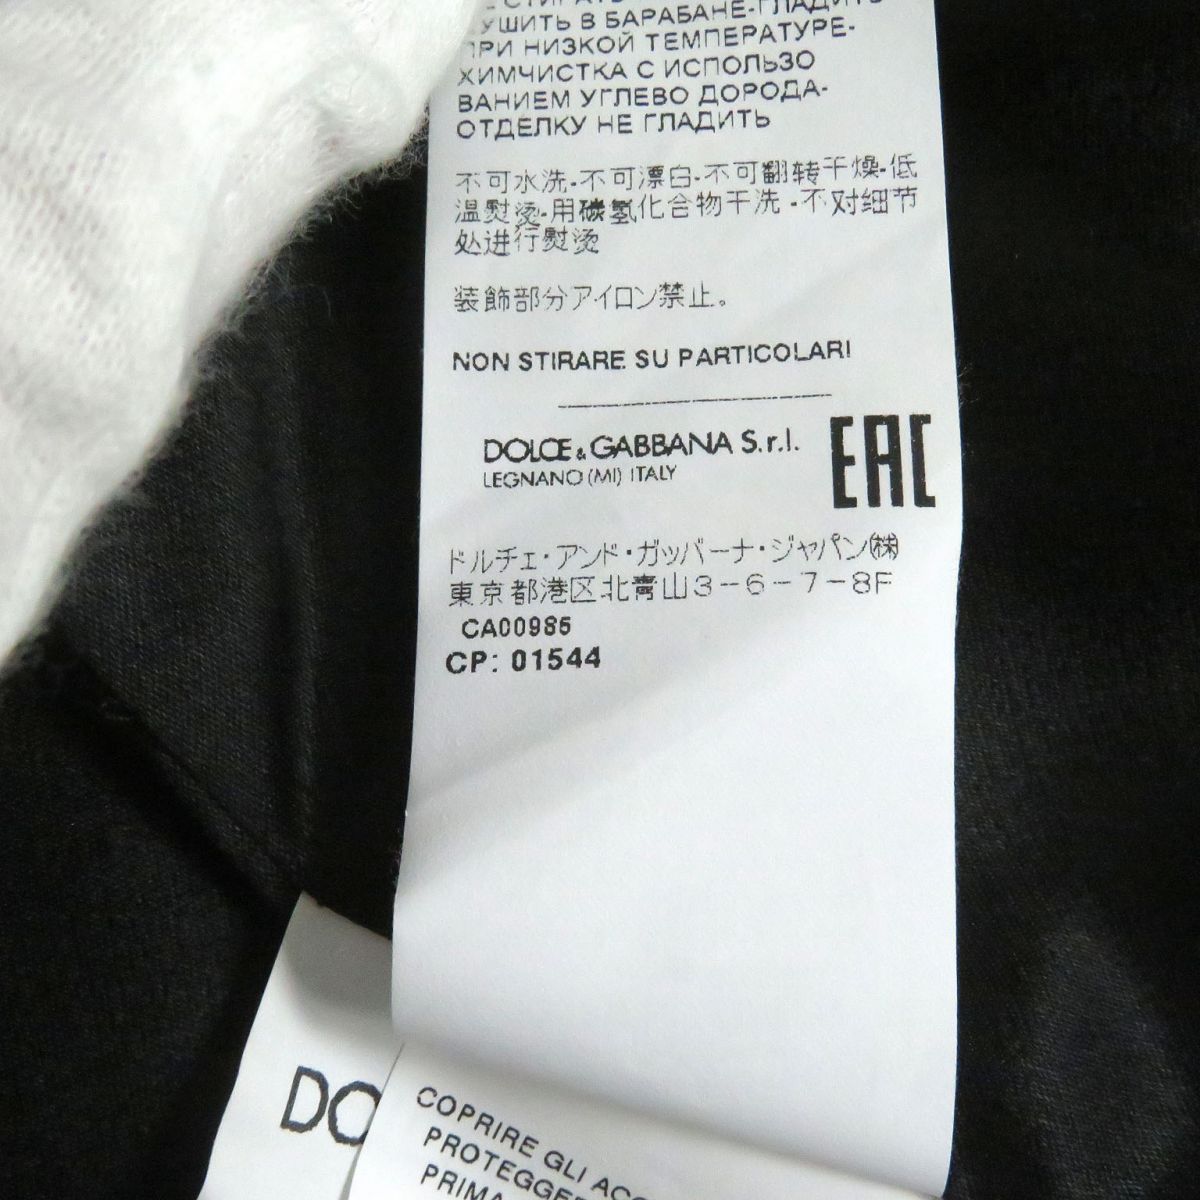 СУШИТЬ В БАРАБАНЕ-ГЛАДИТЬ
ПРИ НИЗКОЙ ТЕМПЕРАТУРЕ-
ХИМЧИСТКА С ИСПОЛЬЗО
ВАНИЕМ УГЛЕВО ДОРОДА-
ОТДЕЛКУ НЕ ГЛАДИТЬ
不可水洗-不可漂白-不可翻转干燥-低
温熨烫-用碳氢化合物干洗-不对细节
处进行熨烫
装飾部分アイロン禁止。
NON STIRARE SU PARTICOLARI
DOLCE & GABBANA S.r.l.
LEGNANO (MI) ITALY
EAC
ドルチェ・アンド・ガッバーナ・ジャパン㈱
東京都港区北青山3-6-7-8F
CA00985
CP: 01544
DO
COPRIRE GLI ACC
PROTEGGE
PRIMA